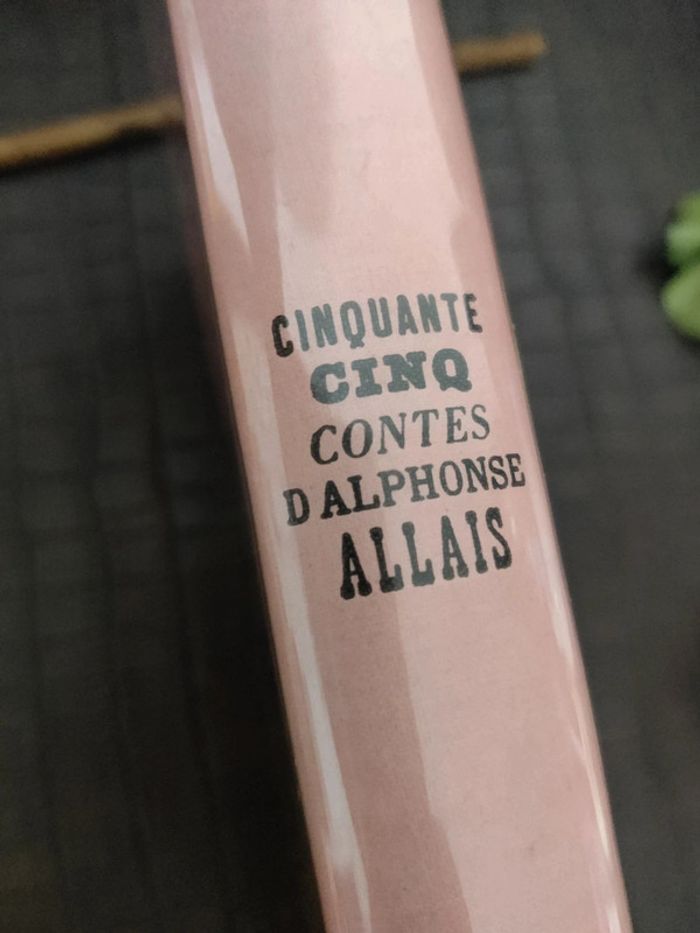 CINQUANTE
CINQ
CONTES
D ALPHONSE
ALLAIS